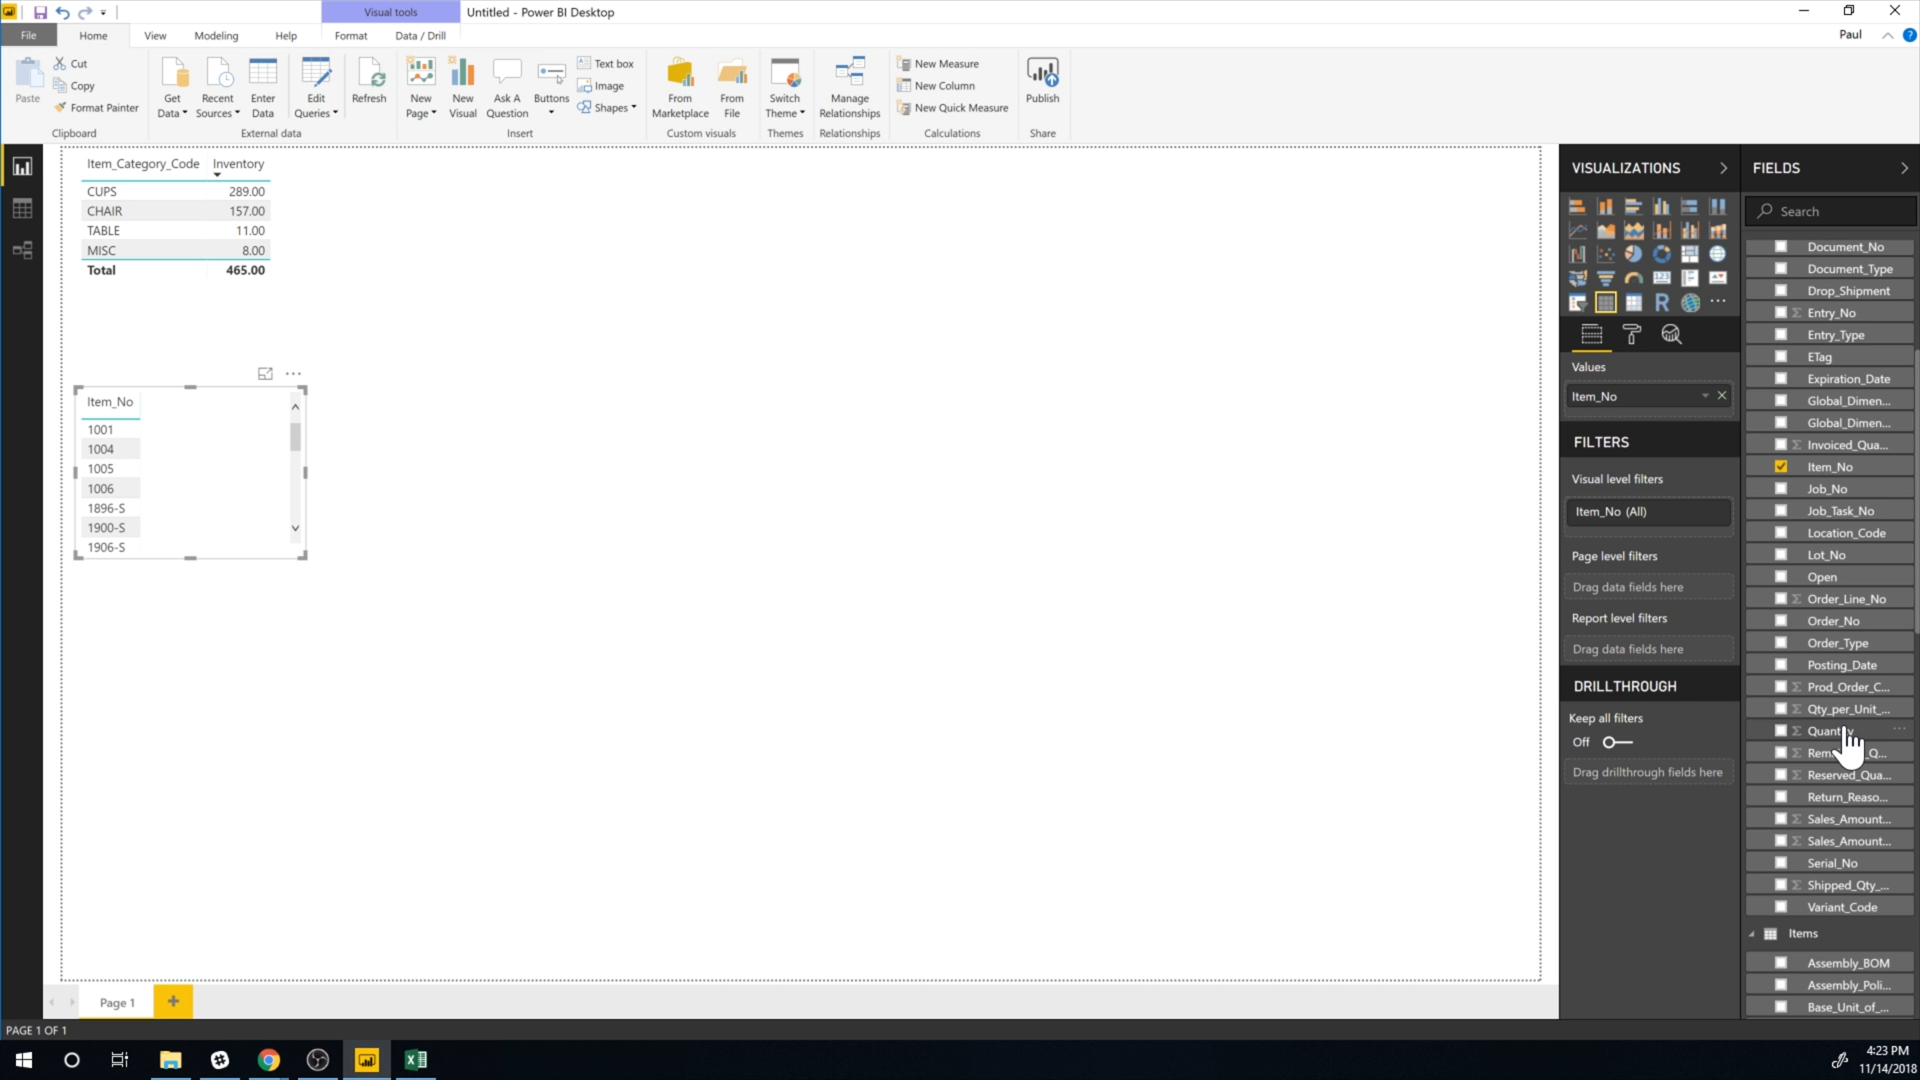 Visual tools
Untitled - Power BI Desktop
File
Home
View
Modeling
Help
Format
Data / Drill
Paul
Paste
Cut
Copy
Format Painter
Clipboard
Get Data
Recent Sources
Enter Data
External data
Edit Queries
Refresh
New Page
New Visual
Ask A Question
Buttons
Text box
Image
Shapes
Insert
From Marketplace
From File
Custom visuals
Switch Theme
Themes
Manage Relationships
Relationships
New Measure
New Column
New Quick Measure
Calculations
Publish
Share
Item_Category_Code Inventory
CUPS 289.00
CHAIR 157.00
TABLE 11.00
MISC 8.00
Total 465.00
Item_No
1001
1004
1005
1006
1896-S
1900-S
1906-S
VISUALIZATIONS
R
Values
Item_No
FILTERS
Visual level filters
Item_No (All)
Page level filters
Drag data fields here
Report level filters
Drag data fields here
DRILLTHROUGH
Keep all filters
Off
Drag drillthrough fields here
FIELDS
Search
Document_No
Document_Type
Drop_Shipment
Entry_No
Entry_Type
ETag
Expiration_Date
Global_Dimen...
Global_Dimen...
Invoiced_Qua...
Item_No
Job_No
Job_Task_No
Location_Code
Lot_No
Open
Order_Line_No
Order_No
Order_Type
Posting_Date
Prod_Order_C...
Qty_per_Unit_...
Reserved_Qua...
Return_Reaso...
Sales_Amount...
Sales_Amount...
Serial_No
Shipped_Qty_...
Variant_Code
Items
Assembly_BOM
Assembly_Poli...
Base_Unit_of_...
Page 1
PAGE 1 OF 1
4:23 PM
11/14/2018